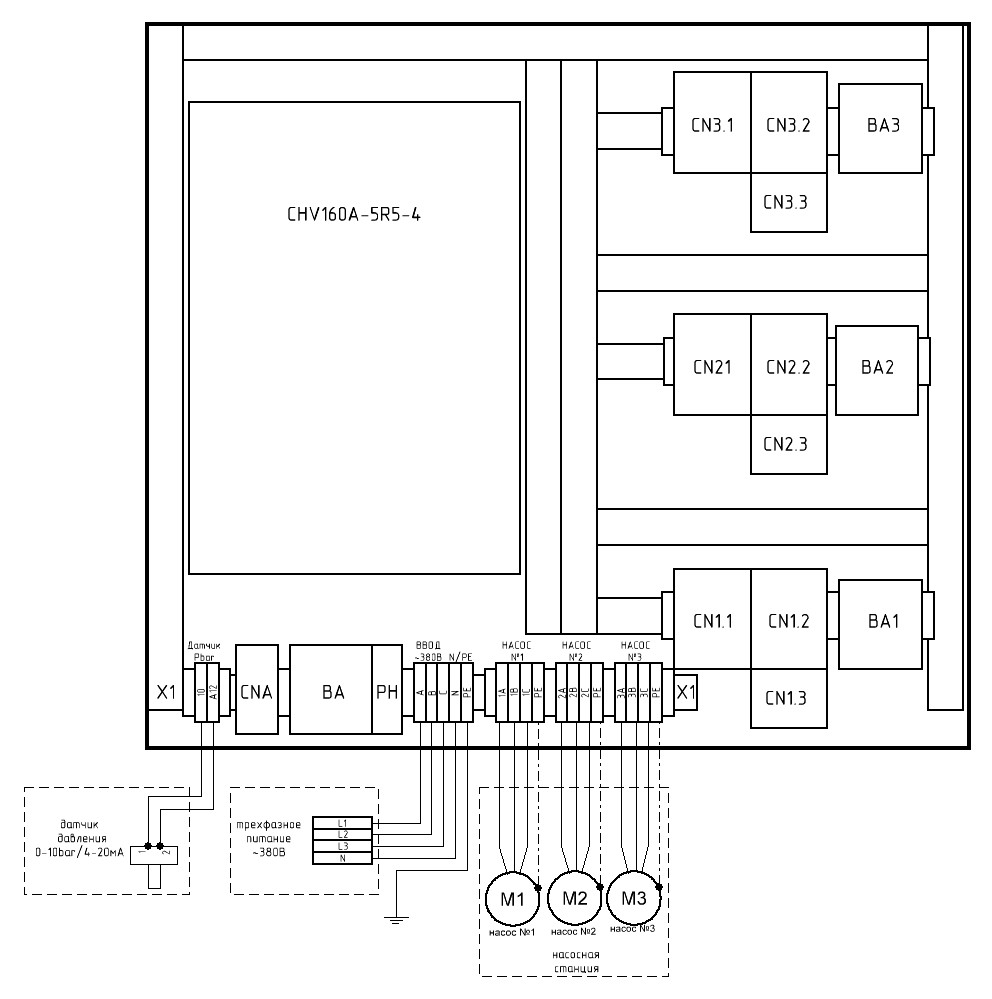 CN3.1
CN3.2
BA3
CN3.3
CHV160A-5R5-4
CN21
CN2.2
BA2
CN2.3
CN1.1
CN1.2
BA1
CN1.3
Датчик
Pbar
ВВОД
~380В N/PE
НАСОС
№1
НАСОС
№2
НАСОС
№3
X1
10
A12
CNA
BA
PH
A
B
C
N
PE
1A
1B
1C
PE
2A
2B
2C
PE
3A
3B
3C
PE
X1
датчик
давления
0-10bar/4-20мА
1
2
трехфазное
питание
~380В
L1
L2
L3
N
M1
M2
M3
насос №1
насос №2
насос №3
насосная
станция